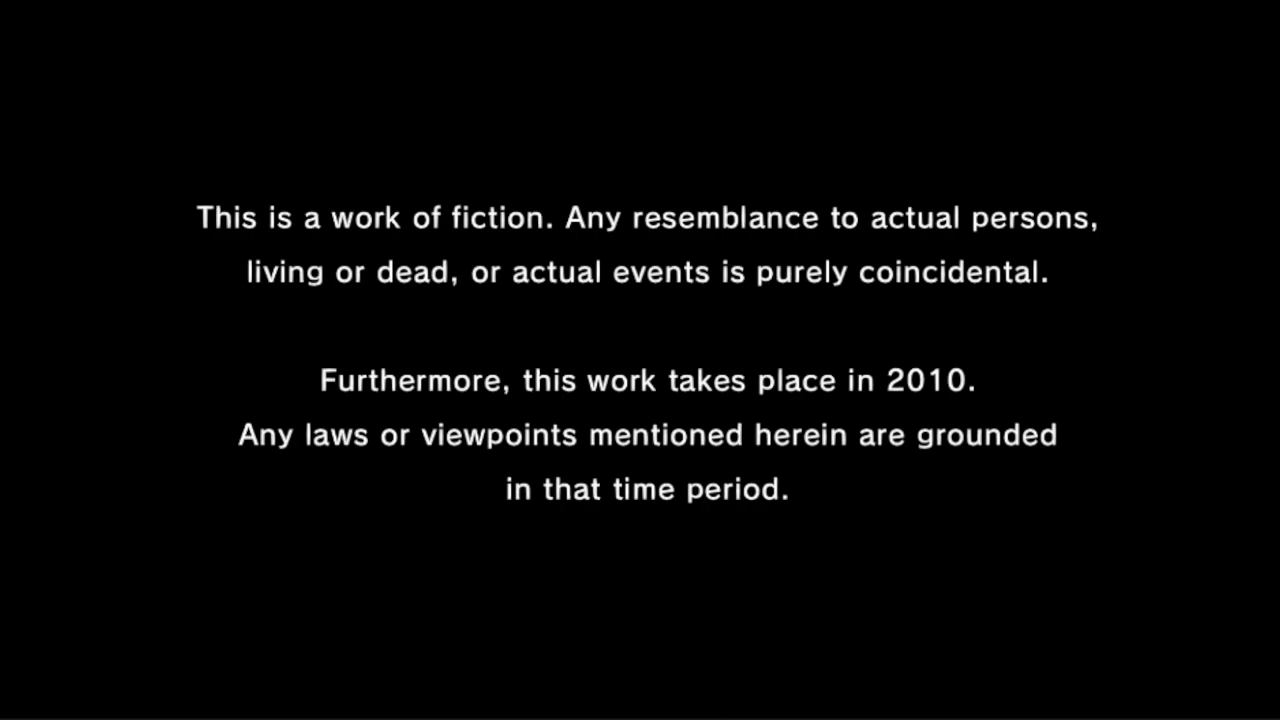 This is a work of fiction. Any resemblance to actual persons,
living or dead, or actual events is purely coincidental.
Furthermore, this work takes place in 2010.
Any laws or viewpoints mentioned herein are grounded
in that time period.